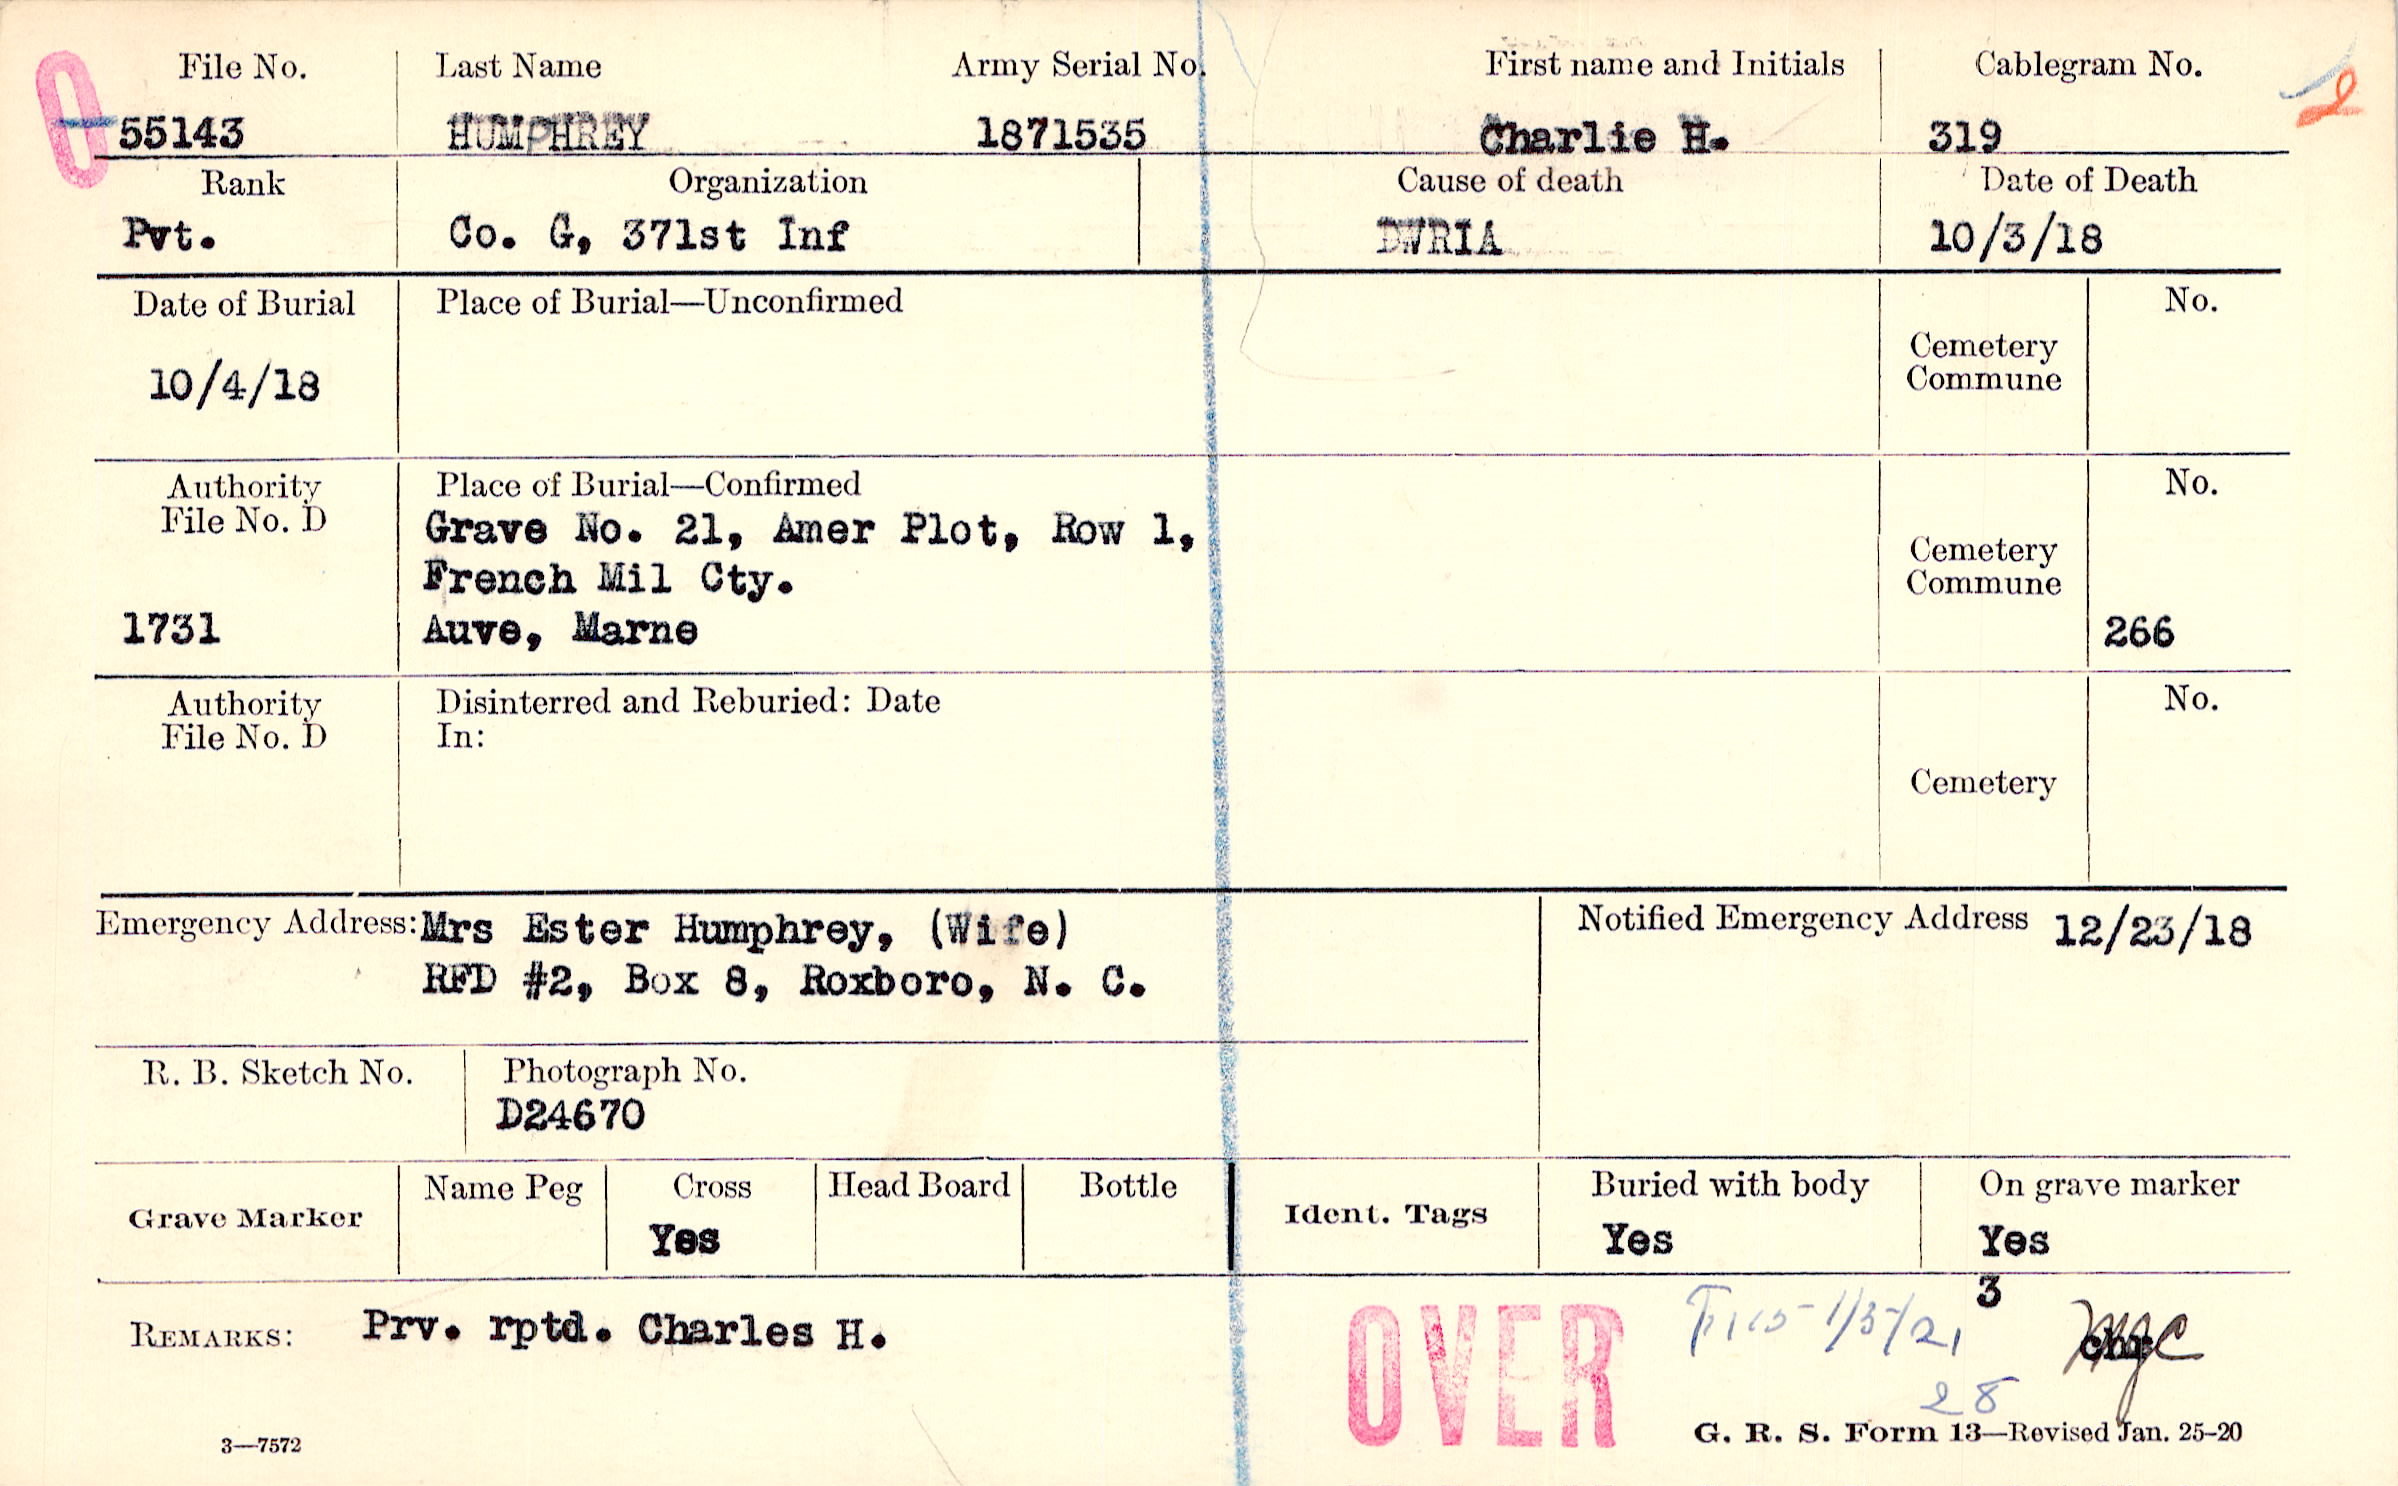 File No. Last Name Army Serial No. First name and Initials Cablegram No.
0 2
55143 HUMPHREY 1871535 Charlie H. 319
Rank Organization Cause of death Date of Death
Pvt. Co. G, 371st Inf DWRIA 10/3/18
Date of Burial Place of Burial—Unconfirmed No.
Cemetery
Commune
10/4/18
Authority Place of Burial—Confirmed No.
File No. D
Grave No. 21, Amer Plot, Row 1,
Cemetery
French Mil Cty. Commune
1731 Auve, Marne 266
Authority Disinterred and Reburied: Date No.
File No. D In:
Cemetery
Emergency Address: Mrs Ester Humphrey, (Wife) Notified Emergency Address 12/23/18
RFD #2, Box 8, Roxboro, N. C.
R. B. Sketch No. Photograph No.
D24670
Grave Marker Name Peg Cross Head Board Bottle Ident. Tags Buried with body On grave marker
Yes Yes Yes
3
REMARKS: Prv. rptd. Charles H. OVER 1/3/21
28
3—7572 G. R. S. Form 13—Revised Jan. 25-20